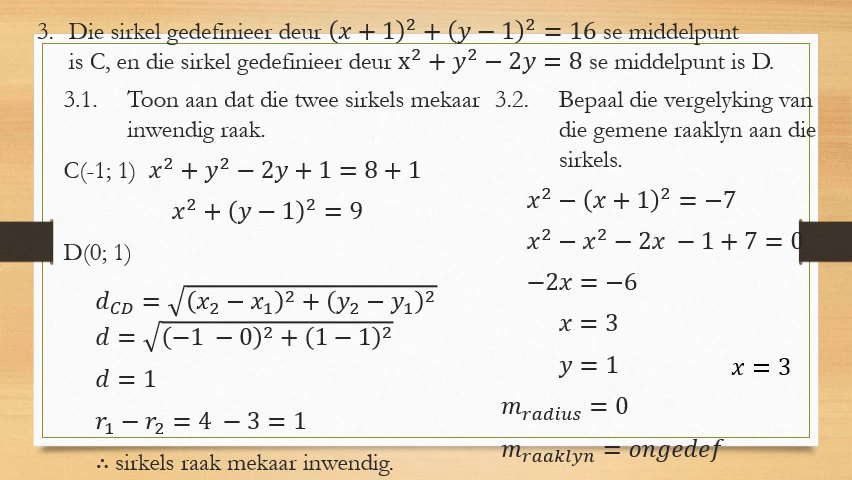 3. Die sirkel gedefinieer deur (x + 1)² + (y − 1)² = 16 se middelpunt
is C, en die sirkel gedefinieer deur x² + y² − 2y = 8 se middelpunt is D.
3.1. Toon aan dat die twee sirkels mekaar
inwendig raak.
C(-1; 1) x² + y² − 2y + 1 = 8 + 1
x² + (y − 1)² = 9
D(0; 1)
d_CD = √((x₂ − x₁)² + (y₂ − y₁)²)
d = √((−1 − 0)² + (1 − 1)²)
d = 1
r₁ − r₂ = 4 − 3 = 1
∴ sirkels raak mekaar inwendig.
3.2. Bepaal die vergelyking van
die gemene raaklyn aan die
sirkels.
x² − (x + 1)² = −7
x² − x² − 2x − 1 + 7 = 0
−2x = −6
x = 3
y = 1 x = 3
m_radius = 0
m_raaklyn = ongedef